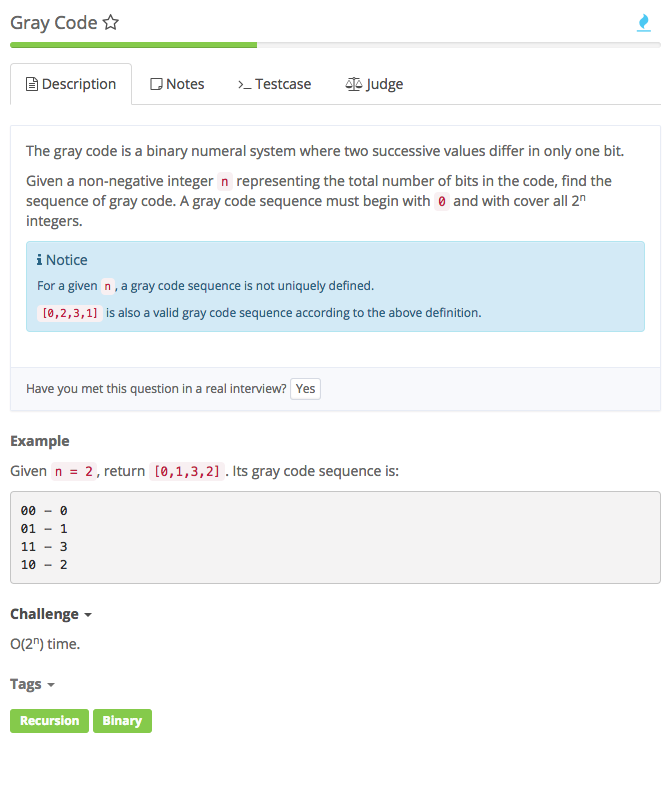 Gray Code
Description
Notes
Testcase
Judge
The gray code is a binary numeral system where two successive values differ in only one bit.
Given a non-negative integer n representing the total number of bits in the code, find the
sequence of gray code. A gray code sequence must begin with 0 and with cover all 2ⁿ
integers.
Notice
For a given n, a gray code sequence is not uniquely defined.
[0,2,3,1] is also a valid gray code sequence according to the above definition.
Have you met this question in a real interview? Yes
Example
Given n = 2, return [0,1,3,2]. Its gray code sequence is:
00 - 0
01 - 1
11 - 3
10 - 2
Challenge
O(2ⁿ) time.
Tags
Recursion Binary